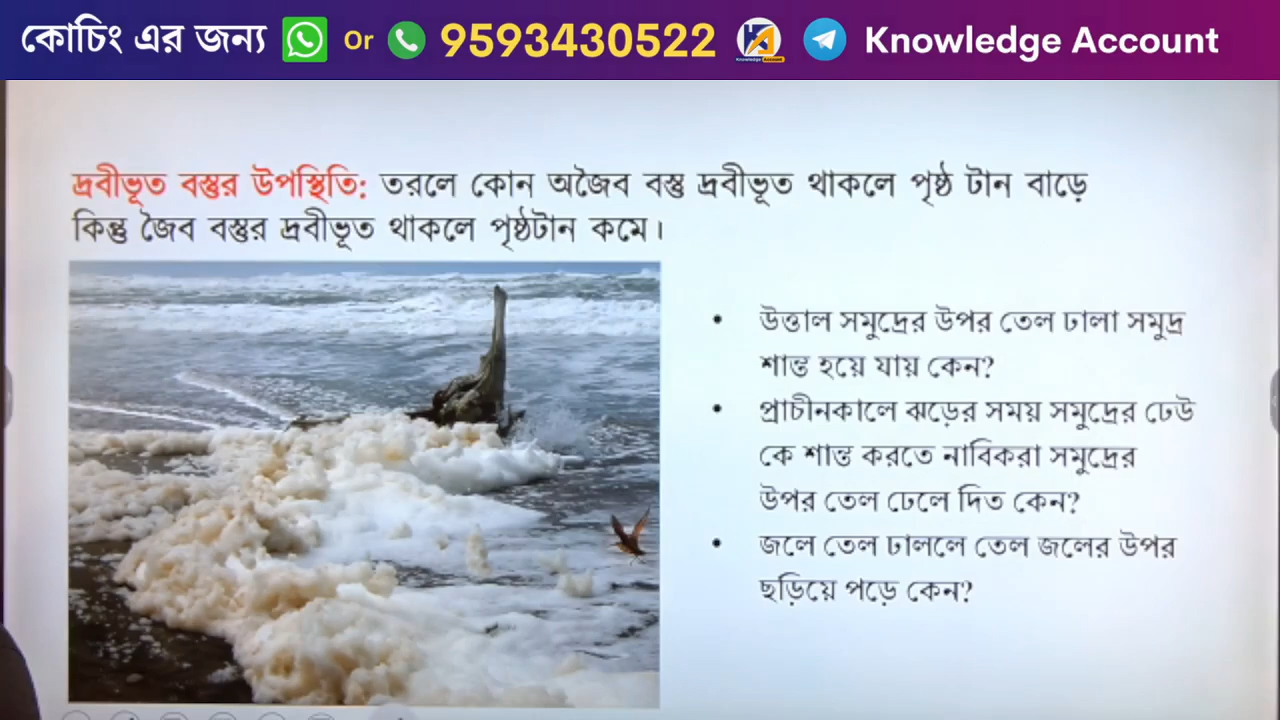 কোচিং এর জন্য Or 9593430522 Knowledge Account
Knowledge Account
দ্রবীভূত বস্তুর উপস্থিতি: তরলে কোন অজৈব বস্তু দ্রবীভূত থাকলে পৃষ্ঠ টান বাড়ে
কিন্তু জৈব বস্তুর দ্রবীভূত থাকলে পৃষ্ঠটান কমে।
• উত্তাল সমুদ্রের উপর তেল ঢালা সমুদ্র
শান্ত হয়ে যায় কেন?
• প্রাচীনকালে ঝড়ের সময় সমুদ্রের ঢেউ
কে শান্ত করতে নাবিকরা সমুদ্রের
উপর তেল ঢেলে দিত কেন?
• জলে তেল ঢাললে তেল জলের উপর
ছড়িয়ে পড়ে কেন?